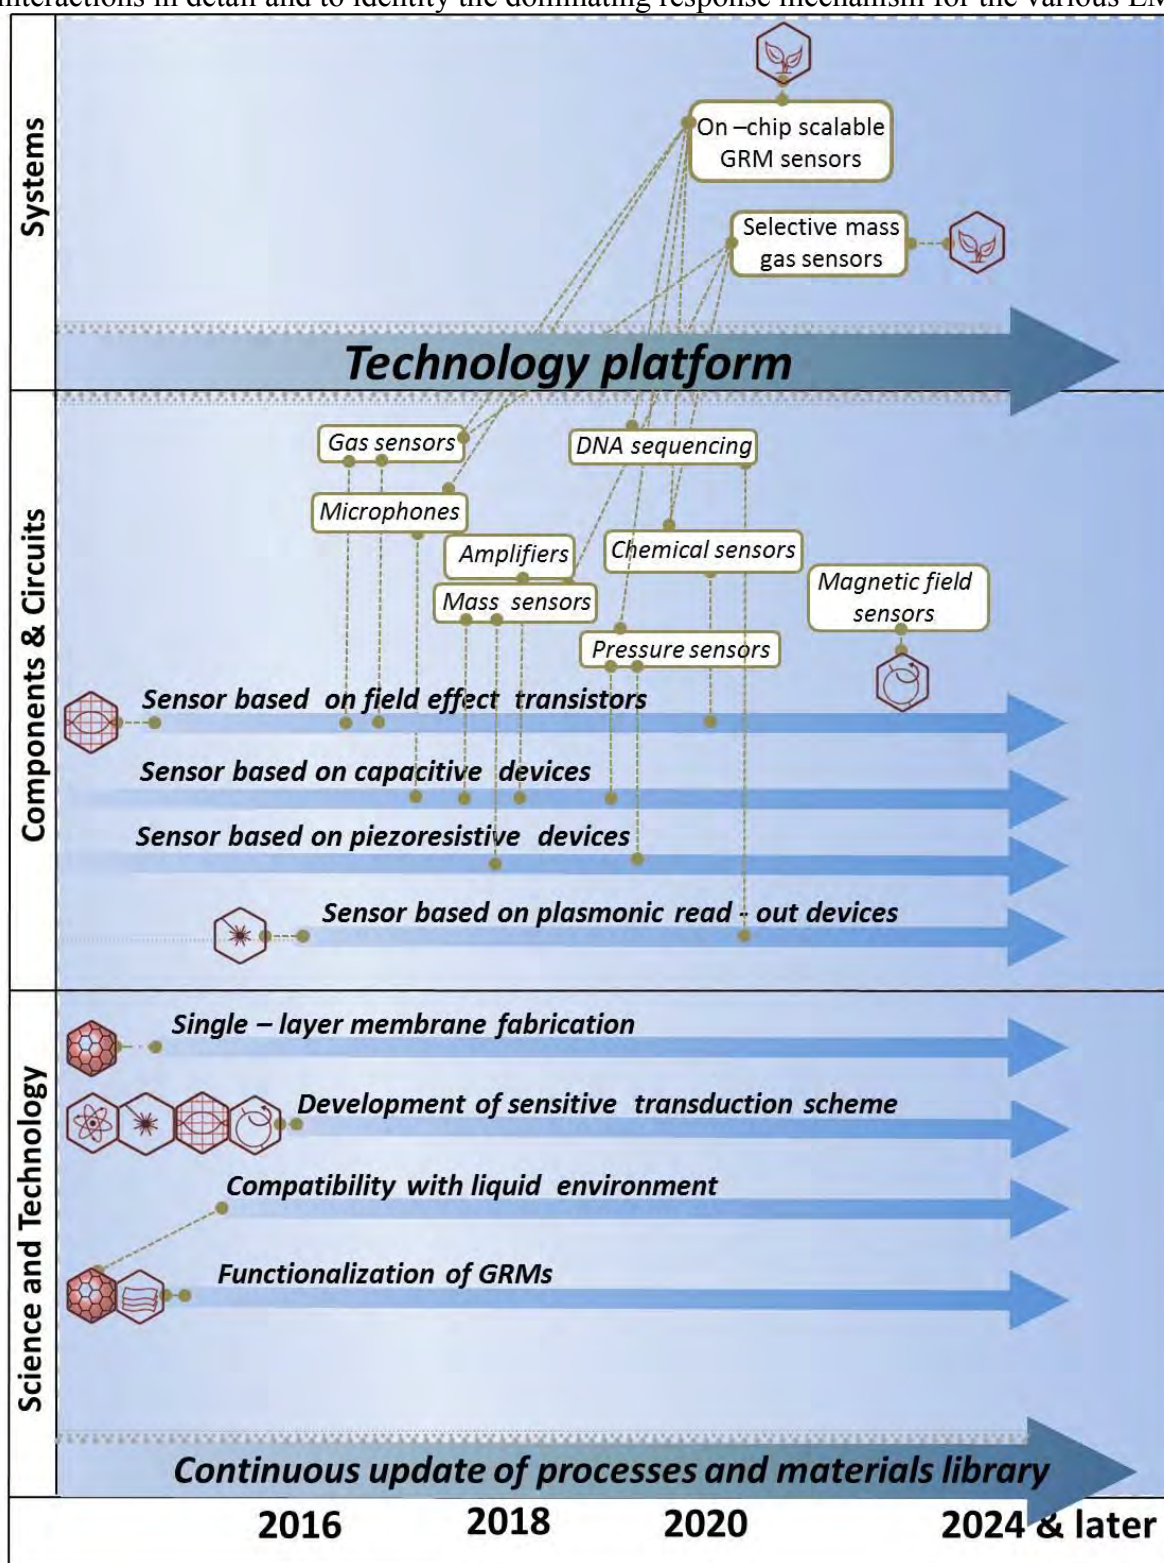 interactions in detail and to identify the dominating response mechanism for the various EM
Systems
On –chip scalable
GRM sensors
Selective mass
gas sensors
Technology platform
Components & Circuits
Gas sensors
DNA sequencing
Microphones
Amplifiers
Chemical sensors
Magnetic field
sensors
Mass sensors
Pressure sensors
Sensor based on field effect transistors
Sensor based on capacitive devices
Sensor based on piezoresistive devices
Sensor based on plasmonic read - out devices
Science and Technology
Single – layer membrane fabrication
Development of sensitive transduction scheme
Compatibility with liquid environment
Functionalization of GRMs
Continuous update of processes and materials library
2016 2018 2020 2024 & later